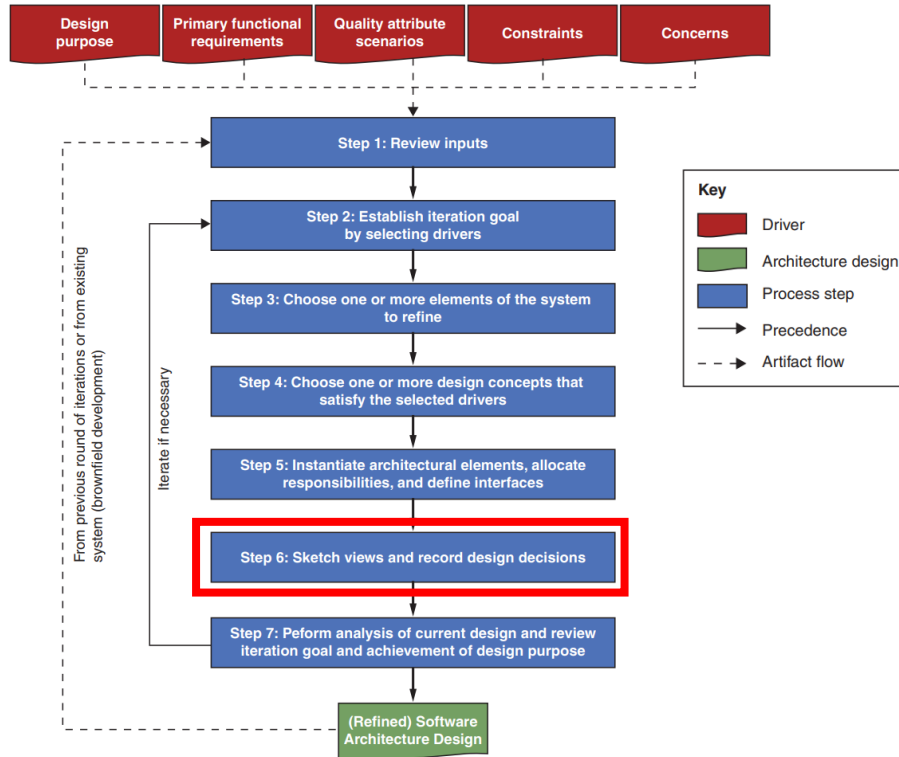 Design
purpose
Primary functional
requirements
Quality attribute
scenarios
Constraints
Concerns
Step 1: Review inputs
Step 2: Establish iteration goal
by selecting drivers
Step 3: Choose one or more elements of the system
to refine
Step 4: Choose one or more design concepts that
satisfy the selected drivers
Step 5: Instantiate architectural elements, allocate
responsibilities, and define interfaces
Step 6: Sketch views and record design decisions
Step 7: Peform analysis of current design and review
iteration goal and achievement of design purpose
(Refined) Software
Architecture Design
From previous round of iterations or from existing
system (brownfield development)
Iterate if necessary
Key
Driver
Architecture design
Process step
Precedence
Artifact flow